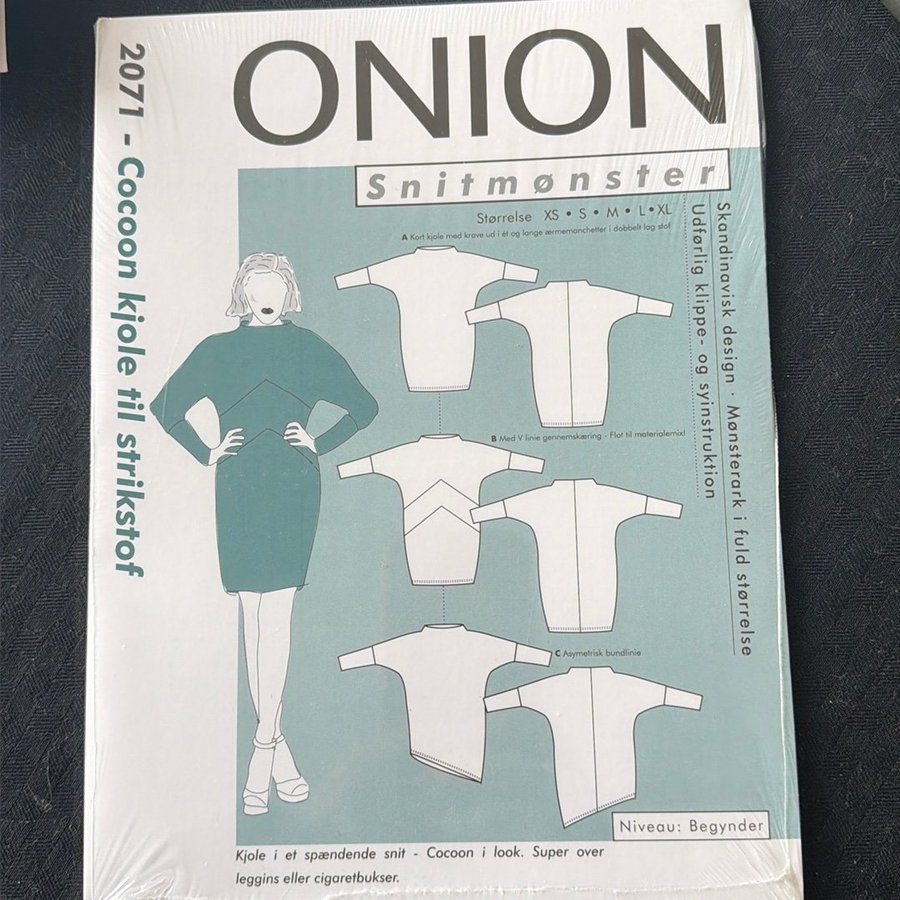 ONION
Snitmønster
Størrelse XS • S • M • L • XL
A Kort kjole med krave ud i ét og lange ærmemanchetter i dobbelt lag stof
B Med V linie gennemskæring - Flot til materialemix!
C Asymetrisk bundlinie
2071 - Cocoon kjole til strikstof
Skandinavisk design · Mønsterark i fuld størrelse
Udførlig klippe- og syinstruktion
Niveau: Begynder
Kjole i et spændende snit - Cocoon i look. Super over
leggins eller cigaretbukser.